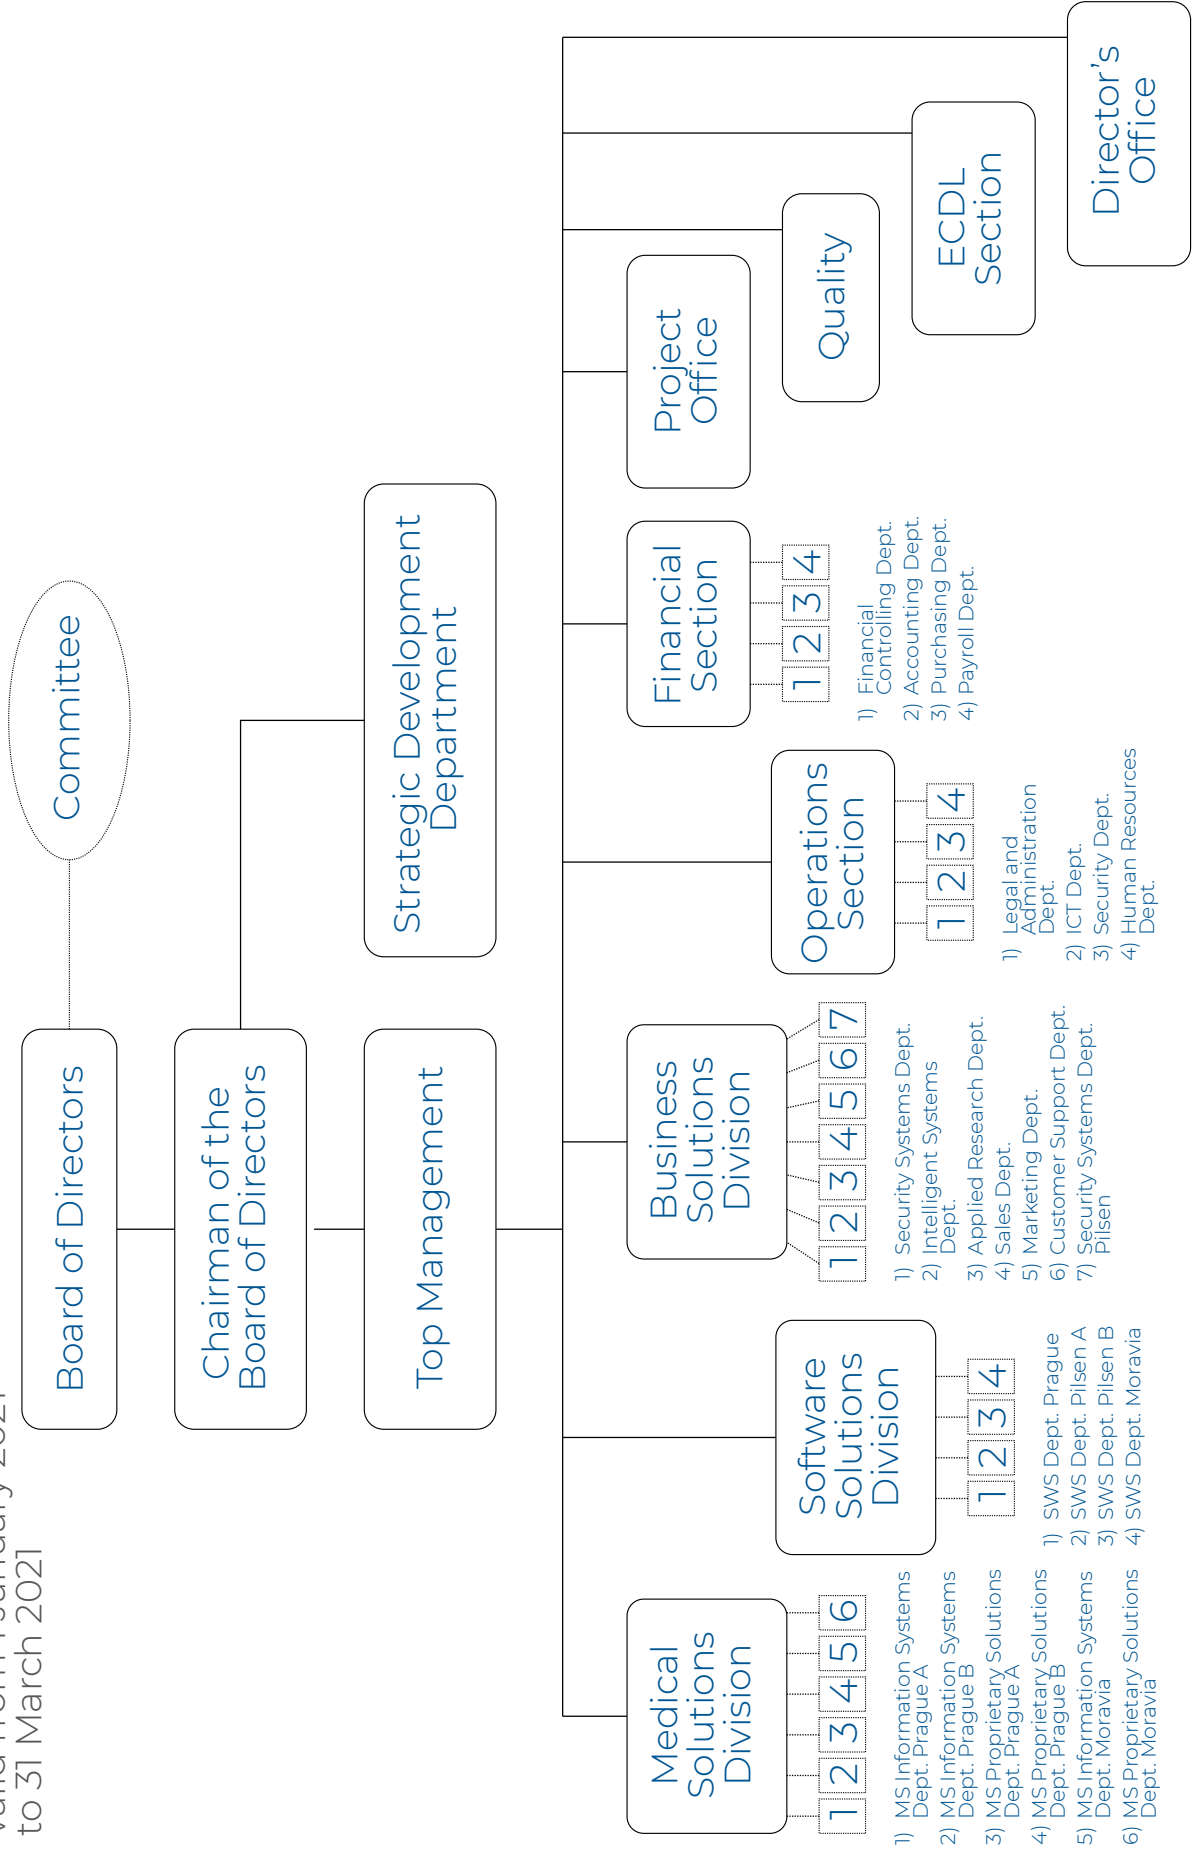 to 31 March 2021
Committee
Board of Directors
Chairman of the
Board of Directors
Strategic Development
Department
Top Management
Medical
Solutions
Division
1 2 3 4 5 6
1) MS Information Systems
Dept. Prague A
2) MS Information Systems
Dept. Prague B
3) MS Proprietary Solutions
Dept. Prague A
4) MS Proprietary Solutions
Dept. Prague B
5) MS Information Systems
Dept. Moravia
6) MS Proprietary Solutions
Dept. Moravia
Software
Solutions
Division
1 2 3 4
1) SWS Dept. Prague
2) SWS Dept. Pilsen A
3) SWS Dept. Pilsen B
4) SWS Dept. Moravia
Business
Solutions
Division
1 2 3 4 5 6 7
1) Security Systems Dept.
2) Intelligent Systems
Dept.
3) Applied Research Dept.
4) Sales Dept.
5) Marketing Dept.
6) Customer Support Dept.
7) Security Systems Dept.
Pilsen
Operations
Section
1 2 3 4
1) Legal and
Administration
Dept.
2) ICT Dept.
3) Security Dept.
4) Human Resources
Dept.
Financial
Section
1 2 3 4
1) Financial
Controlling Dept.
2) Accounting Dept.
3) Purchasing Dept.
4) Payroll Dept.
Project
Office
Quality
ECDL
Section
Director's
Office